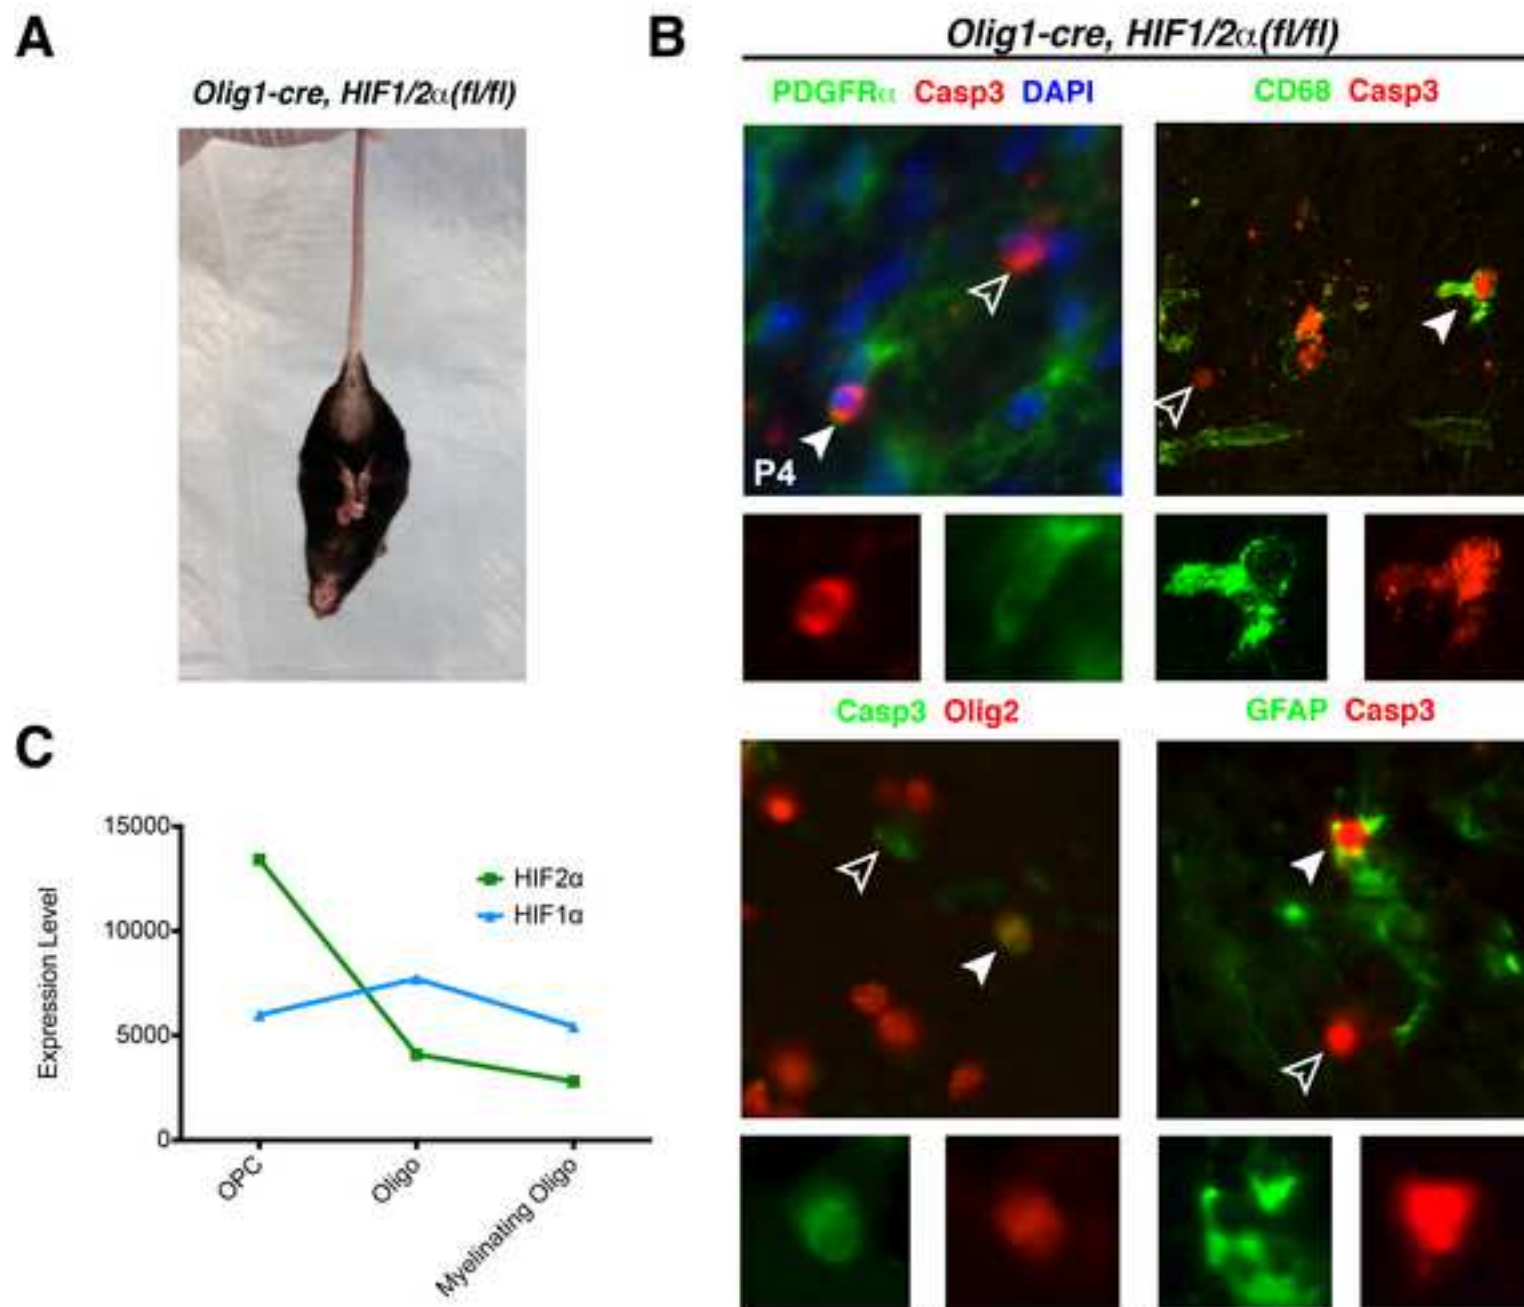 A
Olig1-cre, HIF1/2α(fl/fl)
B
Olig1-cre, HIF1/2α(fl/fl)
PDGFRα Casp3 DAPI
CD68 Casp3
P4
Casp3 Olig2
GFAP Casp3
C
15000
10000
5000
0
Expression Level
HIF2α
HIF1α
OPC
Oligo
Myelinating Oligo